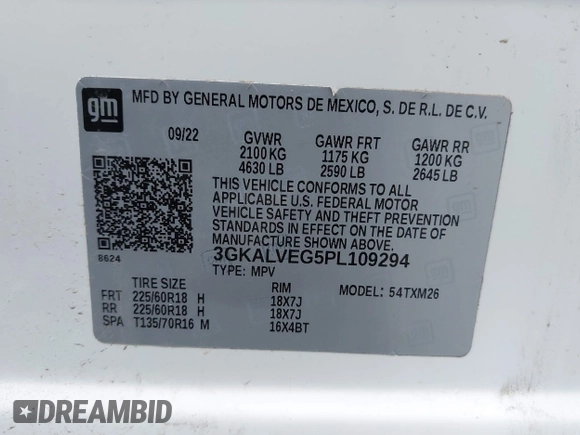 gm
MFD BY GENERAL MOTORS DE MEXICO, S. DE R.L. DE C.V.
09/22 GVWR GAWR FRT GAWR RR
2100 KG 1175 KG 1200 KG
4630 LB 2590 LB 2645 LB
THIS VEHICLE CONFORMS TO ALL
APPLICABLE U.S. FEDERAL MOTOR
VEHICLE SAFETY AND THEFT PREVENTION
STANDARDS IN EFFECT ON THE DATE OF
MANUFACTURE SHOWN ABOVE.
8624
3GKALVEG5PL109294
TYPE: MPV
TIRE SIZE RIM MODEL: 54TXM26
FRT 225/60R18 H 18X7J
RR 225/60R18 H 18X7J
SPA T135/70R16 M 16X4BT
DREAMBID